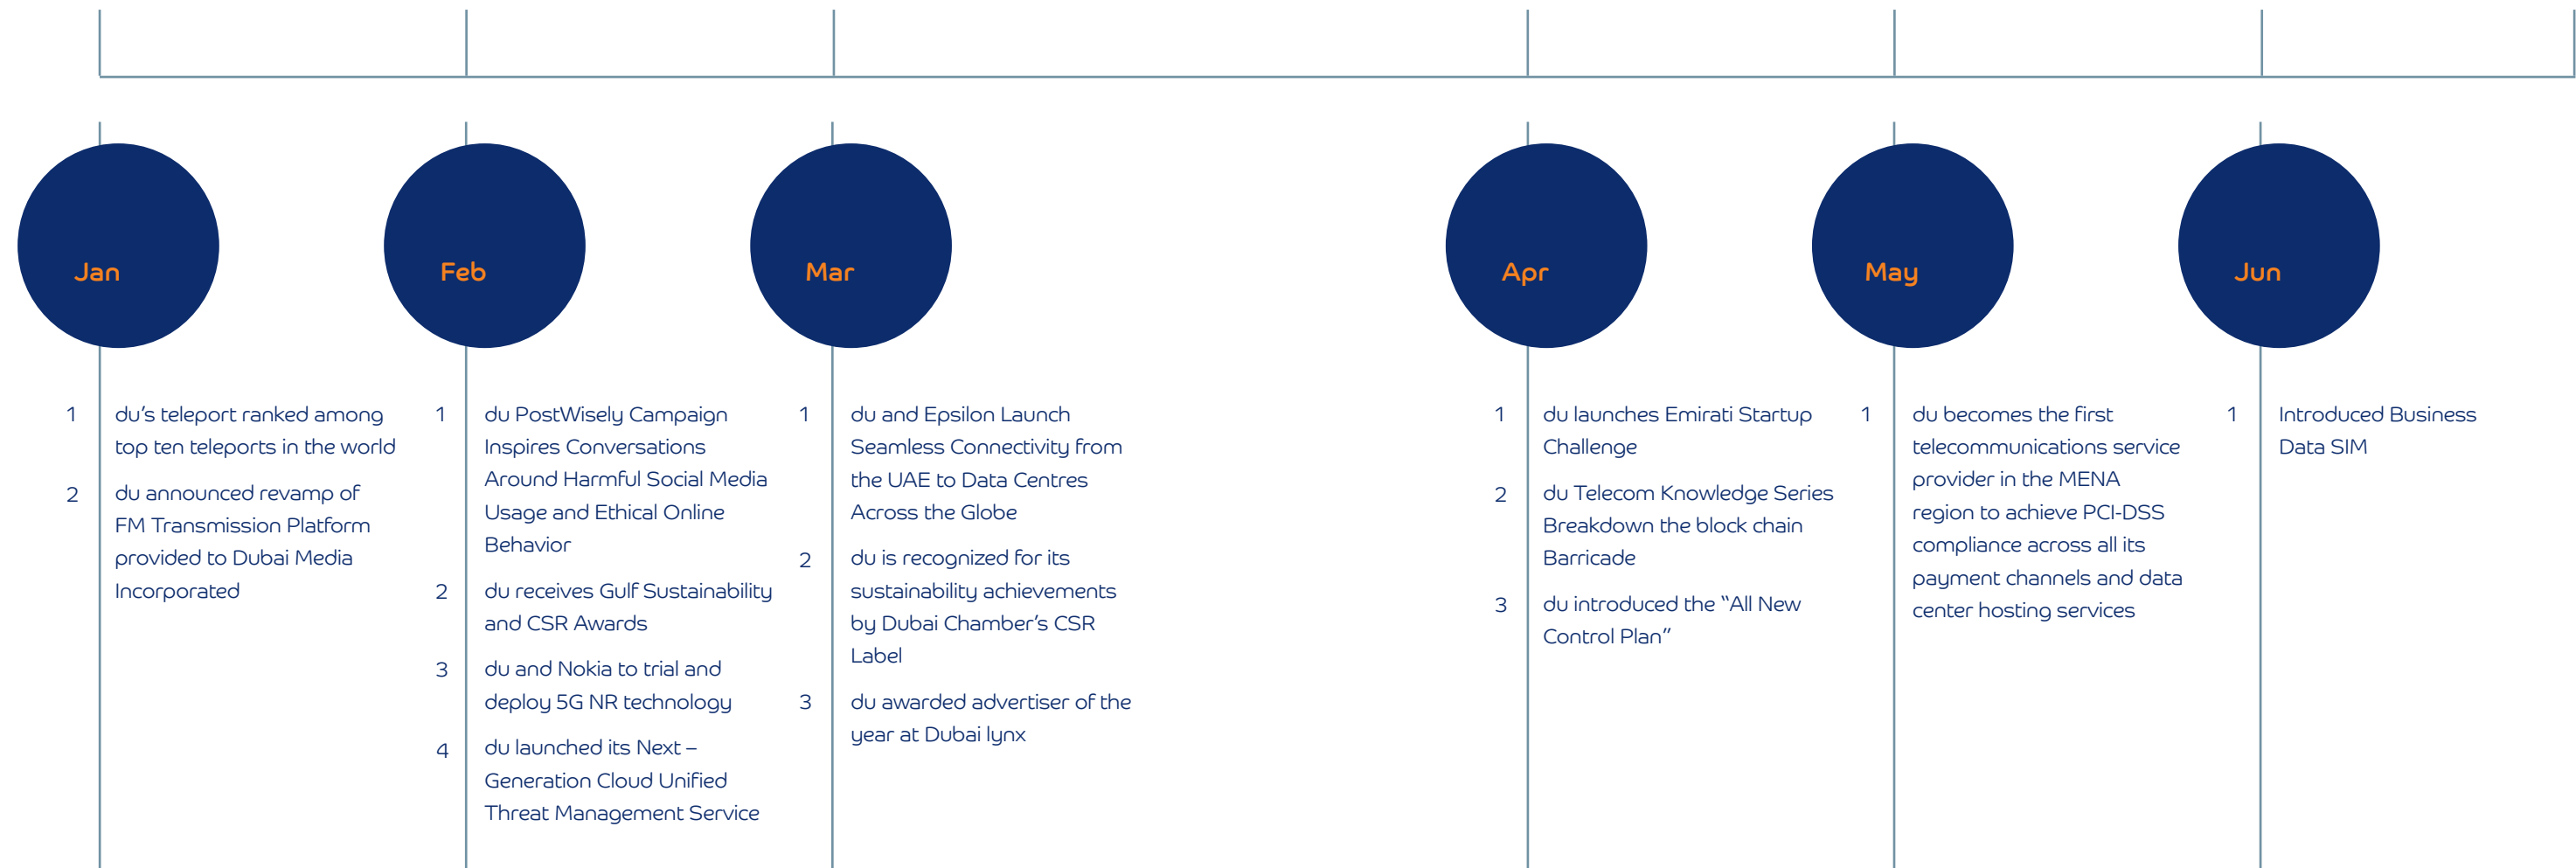 Jan
1 du’s teleport ranked among
top ten teleports in the world
2 du announced revamp of
FM Transmission Platform
provided to Dubai Media
Incorporated
Feb
1 du PostWisely Campaign
Inspires Conversations
Around Harmful Social Media
Usage and Ethical Online
Behavior
2 du receives Gulf Sustainability
and CSR Awards
3 du and Nokia to trial and
deploy 5G NR technology
4 du launched its Next –
Generation Cloud Unified
Threat Management Service
Mar
1 du and Epsilon Launch
Seamless Connectivity from
the UAE to Data Centres
Across the Globe
2 du is recognized for its
sustainability achievements
by Dubai Chamber’s CSR
Label
3 du awarded advertiser of the
year at Dubai lynx
Apr
1 du launches Emirati Startup
Challenge
2 du Telecom Knowledge Series
Breakdown the block chain
Barricade
3 du introduced the “All New
Control Plan”
May
1 du becomes the first
telecommunications service
provider in the MENA
region to achieve PCI-DSS
compliance across all its
payment channels and data
center hosting services
Jun
1 Introduced Business
Data SIM